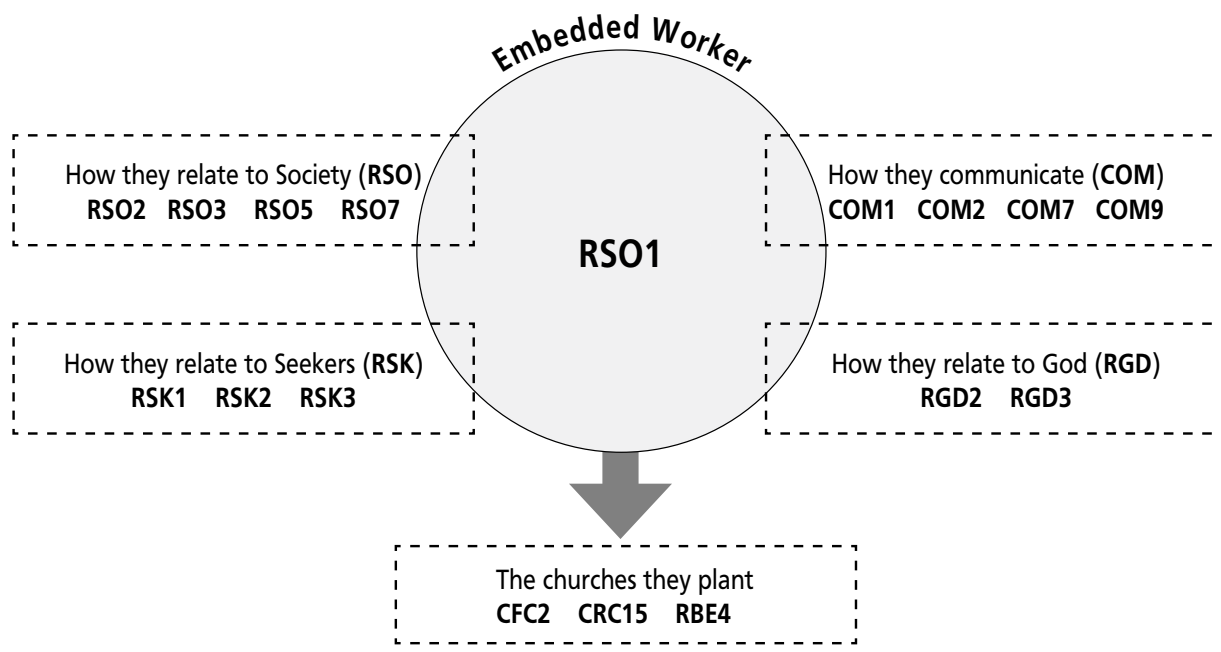 Embedded Worker
How they relate to Society (RSO)
RSO2 RSO3 RSO5 RSO7
How they communicate (COM)
COM1 COM2 COM7 COM9
RSO1
How they relate to Seekers (RSK)
RSK1 RSK2 RSK3
How they relate to God (RGD)
RGD2 RGD3
The churches they plant
CFC2 CRC15 RBE4